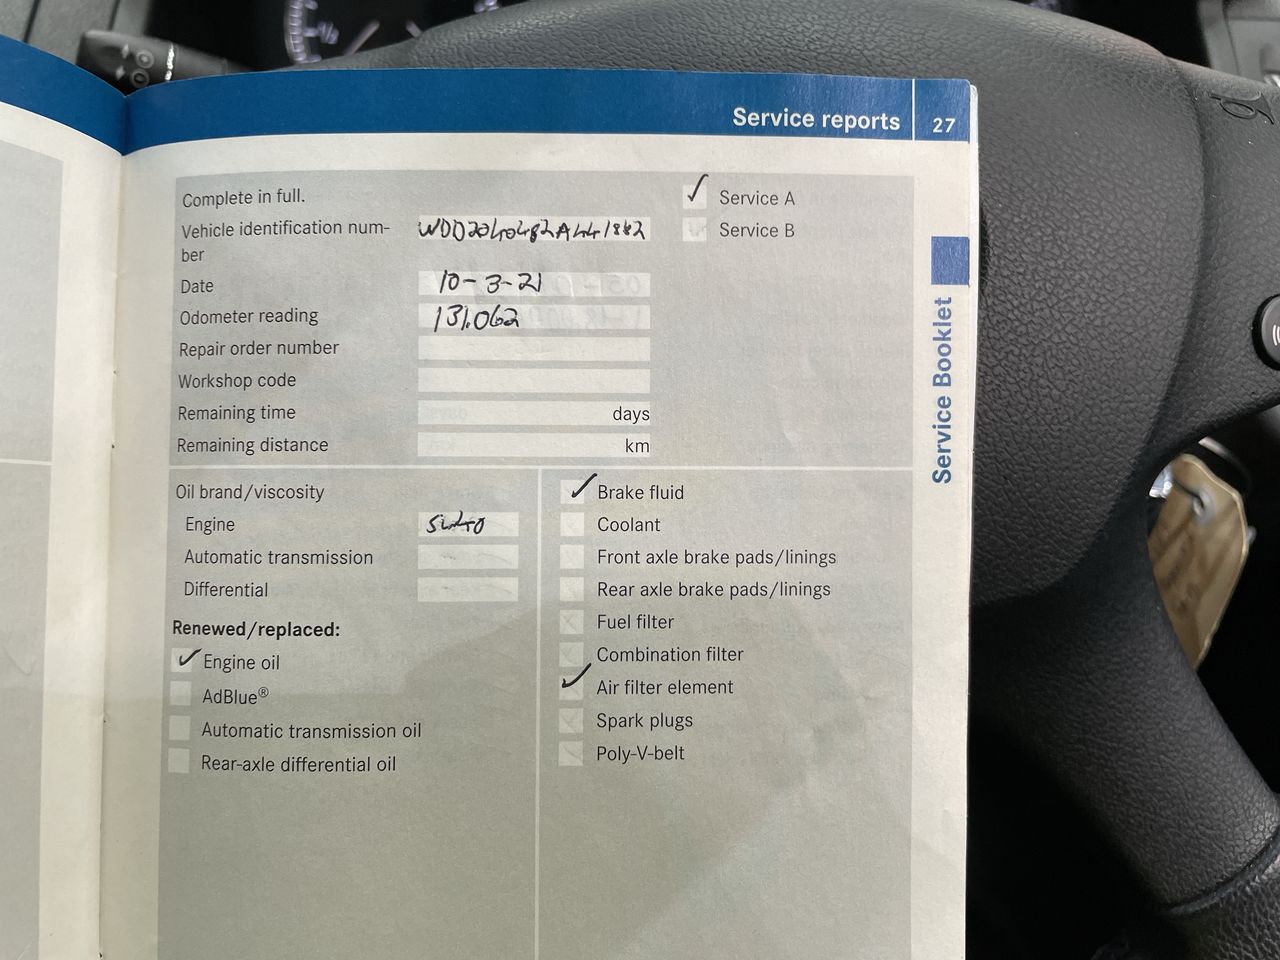 Service reports 27
Complete in full.
Service A
Vehicle identification num-
ber
Service B
Date 10-3-21
Odometer reading 131.062
Repair order number
Workshop code
Remaining time days
Remaining distance km
Service Booklet
Oil brand/viscosity
Engine 5w40
Automatic transmission
Differential
Renewed/replaced:
Engine oil
AdBlue®
Automatic transmission oil
Rear-axle differential oil
Brake fluid
Coolant
Front axle brake pads/linings
Rear axle brake pads/linings
Fuel filter
Combination filter
Air filter element
Spark plugs
Poly-V-belt